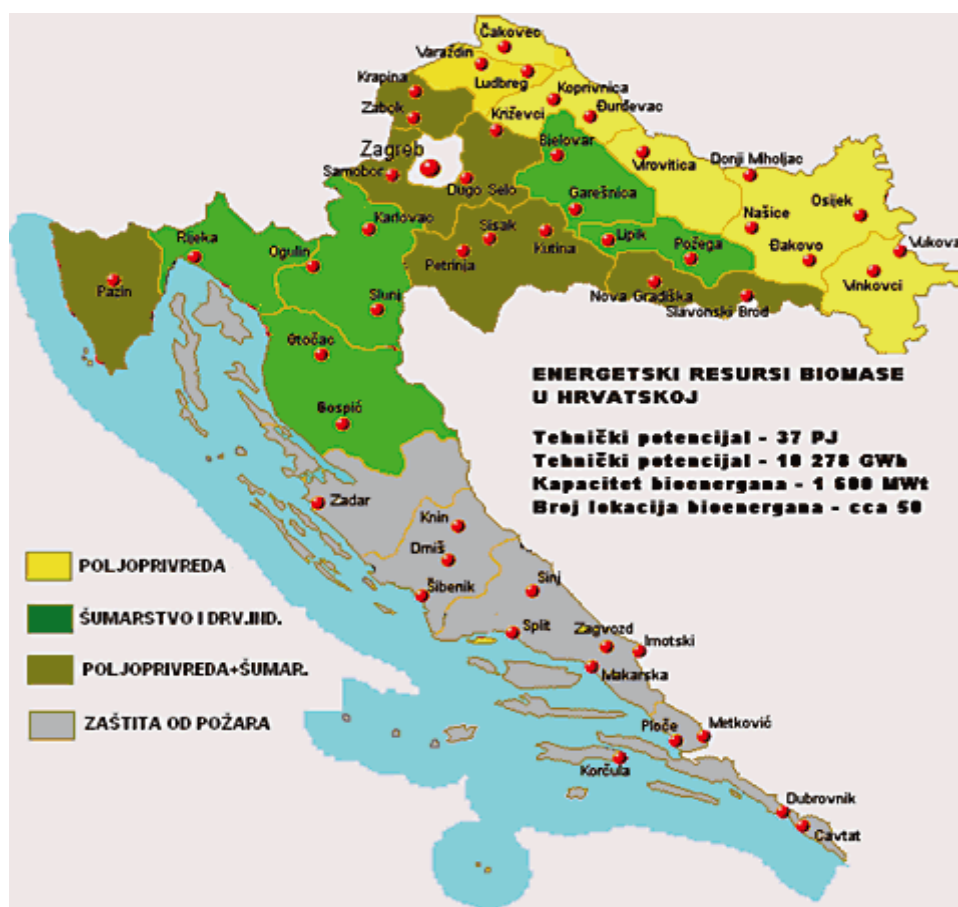 Čakovec
Varaždin
Ludbreg
Krapina
Koprivnica
Zabok
Križevci
Đurđevac
Zagreb
Bjelovar
Virovitica
Donji Miholjac
Samobor
Dugo Selo
Garešnica
Osijek
Karlovac
Našice
Rijeka
Ogulin
Sisak
Kutina
Lipik
Požega
Đakovo
Vukova
Petrinja
Pazin
Vinkovci
Nova Gradiška
Slunj
Slavonski Brod
Otočac
Gospić
ENERGETSKI RESURSI BIOMASE
U HRVATSKOJ
Tehnički potencijal - 37 PJ
Tehnički potencijal - 10 278 GWh
Kapacitet bioenergana - 1 600 MWt
Broj lokacija bioenergana - cca 50
Zadar
Knin
Drniš
Šibenik
Sinj
Split
Zagvozd
Imotski
Makarska
Ploče
Metković
Korčula
Dubrovnik
Cavtat
POLJOPRIVREDA
ŠUMARSTVO I DRV.IND.
POLJOPRIVREDA+ŠUMAR.
ZAŠTITA OD POŽARA